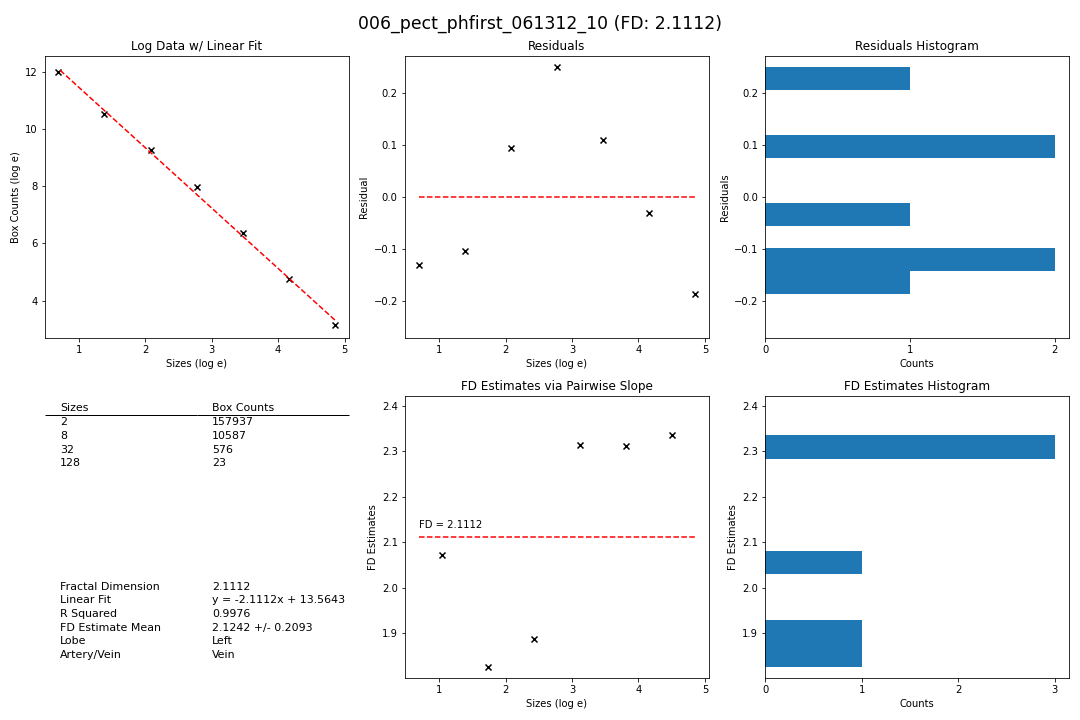 006_pect_phfirst_061312_10 (FD: 2.1112)
Log Data w/ Linear Fit
Box Counts (log e)
12
10
8
6
4
1 2 3 4 5
Sizes (log e)
Residuals
Residual
0.2
0.1
0.0
−0.1
−0.2
1 2 3 4 5
Sizes (log e)
Residuals Histogram
Residuals
0.2
0.1
0.0
−0.1
−0.2
0 1 2
Counts
Sizes Box Counts
2 157937
8 10587
32 576
128 23
Fractal Dimension 2.1112
Linear Fit y = -2.1112x + 13.5643
R Squared 0.9976
FD Estimate Mean 2.1242 +/- 0.2093
Lobe Left
Artery/Vein Vein
FD Estimates via Pairwise Slope
FD Estimates
2.4
2.3
2.2
2.1
2.0
1.9
FD = 2.1112
1 2 3 4 5
Sizes (log e)
FD Estimates Histogram
FD Estimates
2.4
2.3
2.2
2.1
2.0
1.9
0 1 2 3
Counts